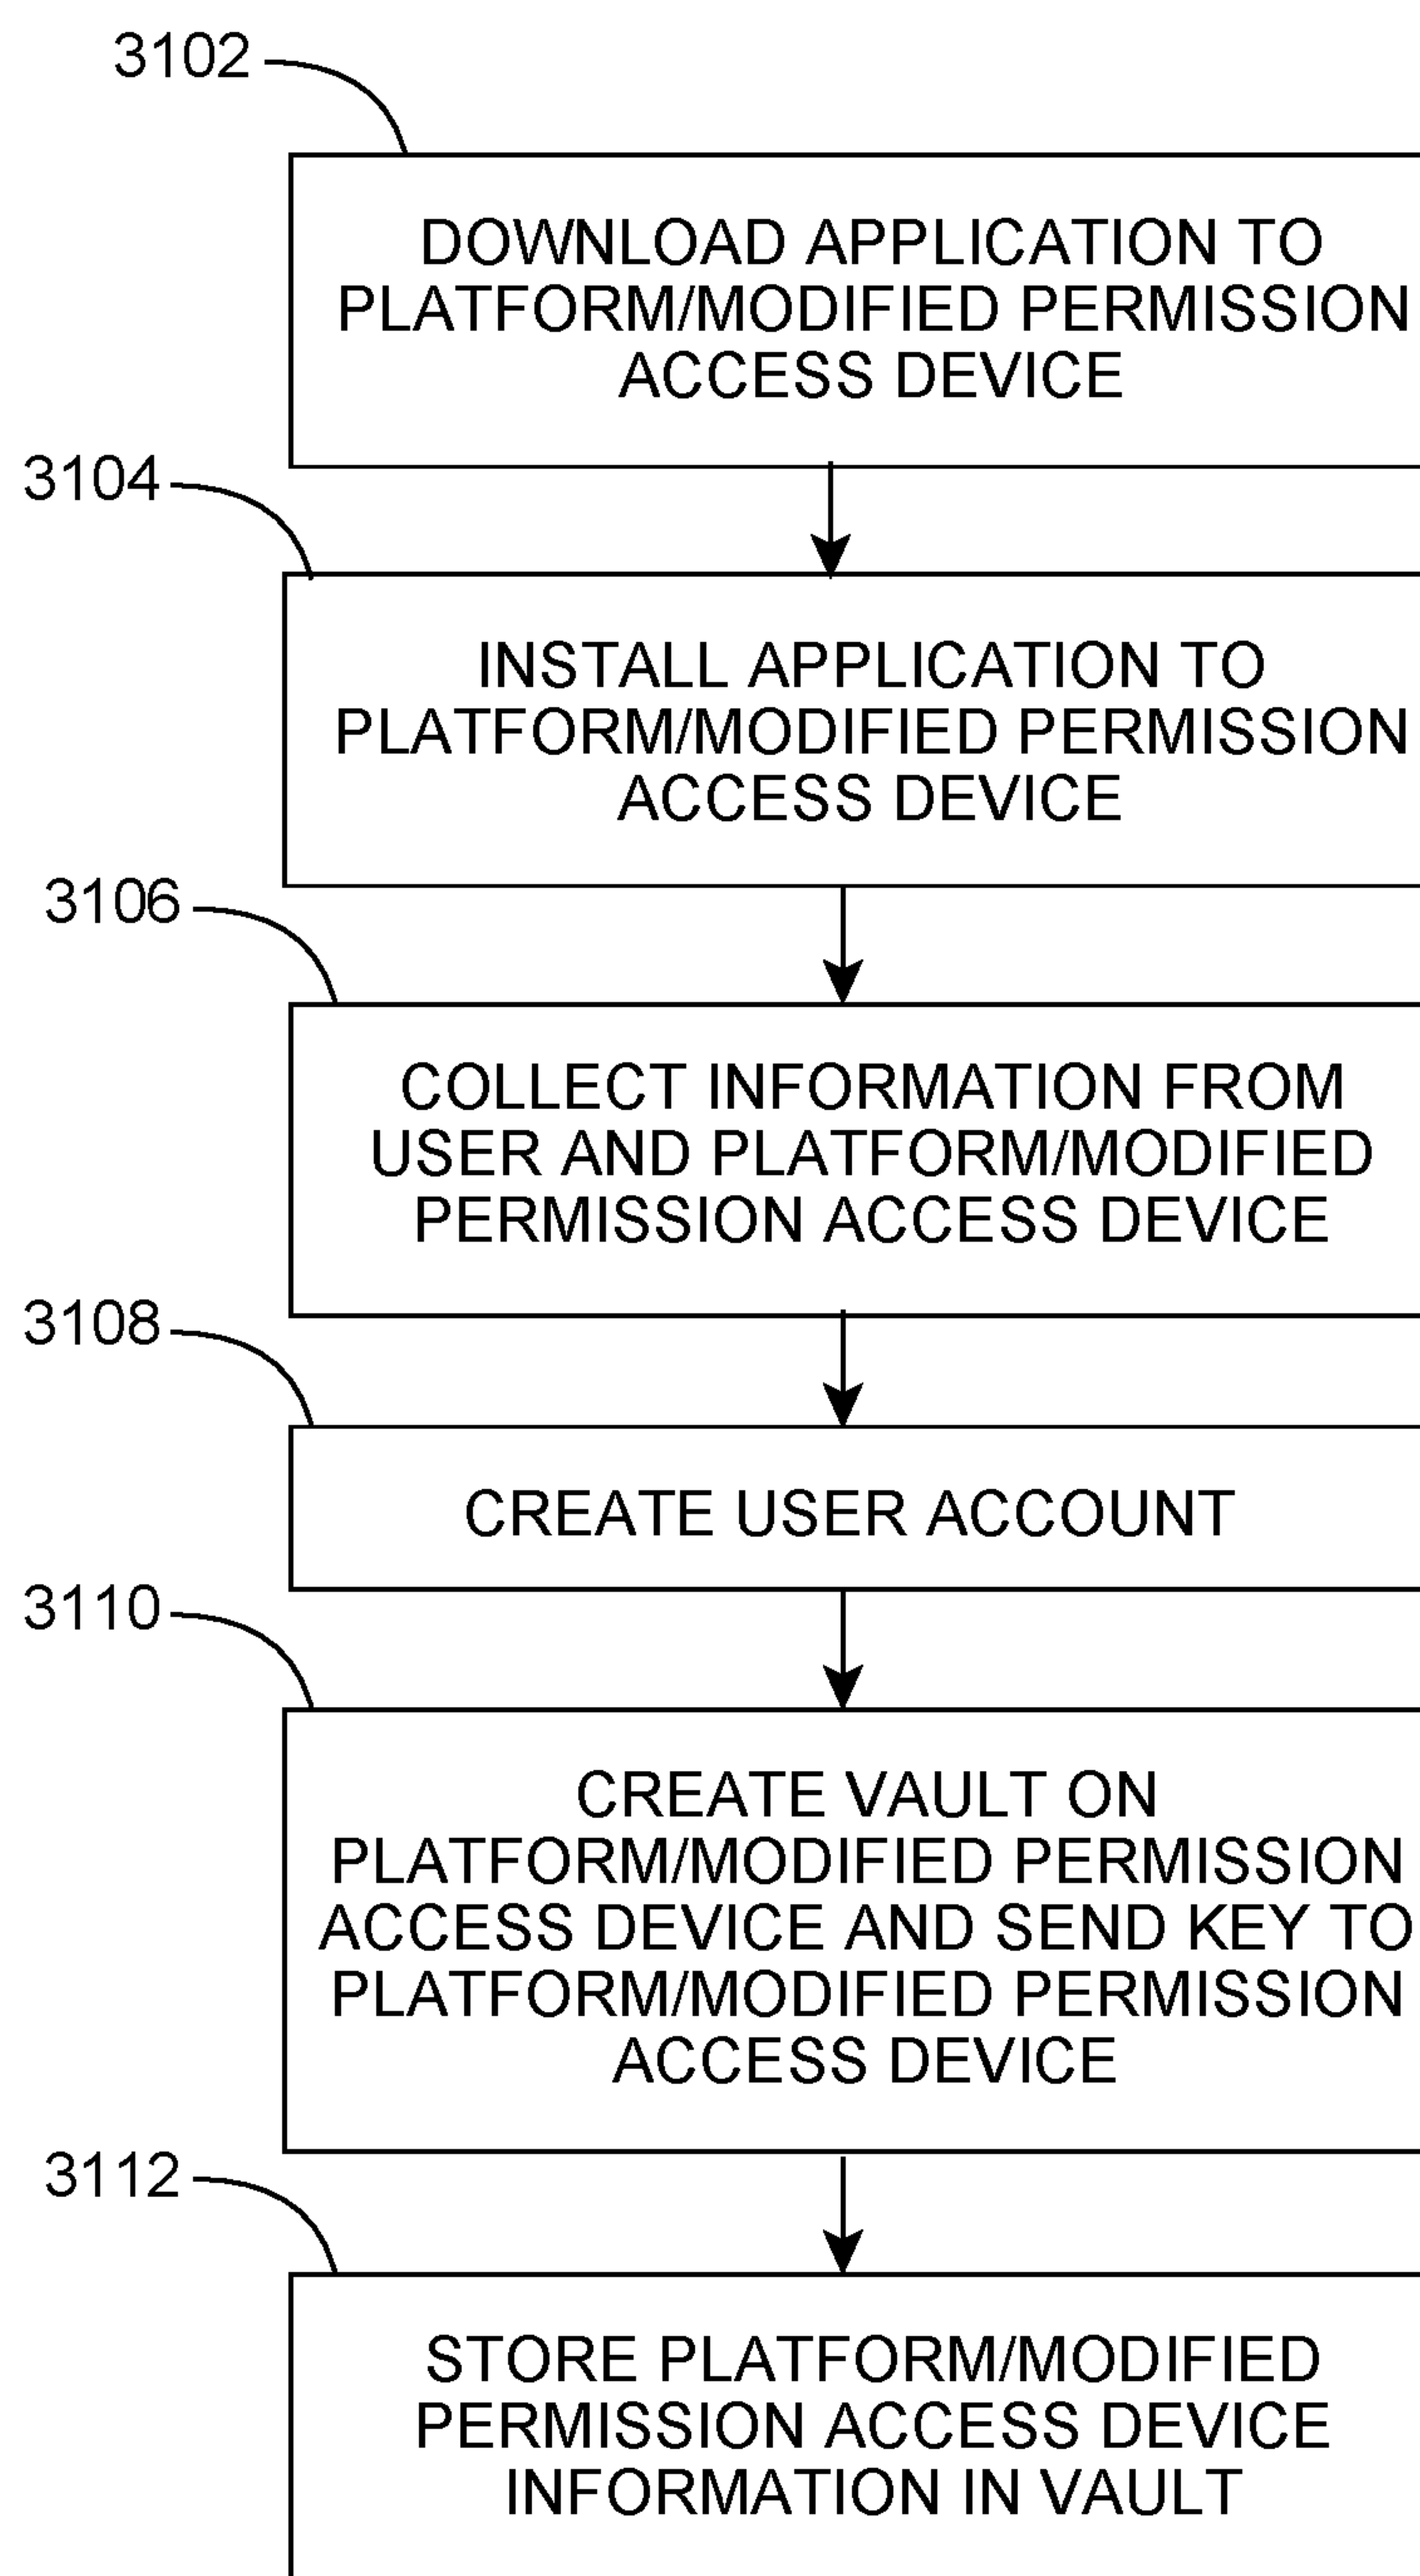 3102
DOWNLOAD APPLICATION TO
PLATFORM/MODIFIED PERMISSION
ACCESS DEVICE
3104
INSTALL APPLICATION TO
PLATFORM/MODIFIED PERMISSION
ACCESS DEVICE
3106
COLLECT INFORMATION FROM
USER AND PLATFORM/MODIFIED
PERMISSION ACCESS DEVICE
3108
CREATE USER ACCOUNT
3110
CREATE VAULT ON
PLATFORM/MODIFIED PERMISSION
ACCESS DEVICE AND SEND KEY TO
PLATFORM/MODIFIED PERMISSION
ACCESS DEVICE
3112
STORE PLATFORM/MODIFIED
PERMISSION ACCESS DEVICE
INFORMATION IN VAULT